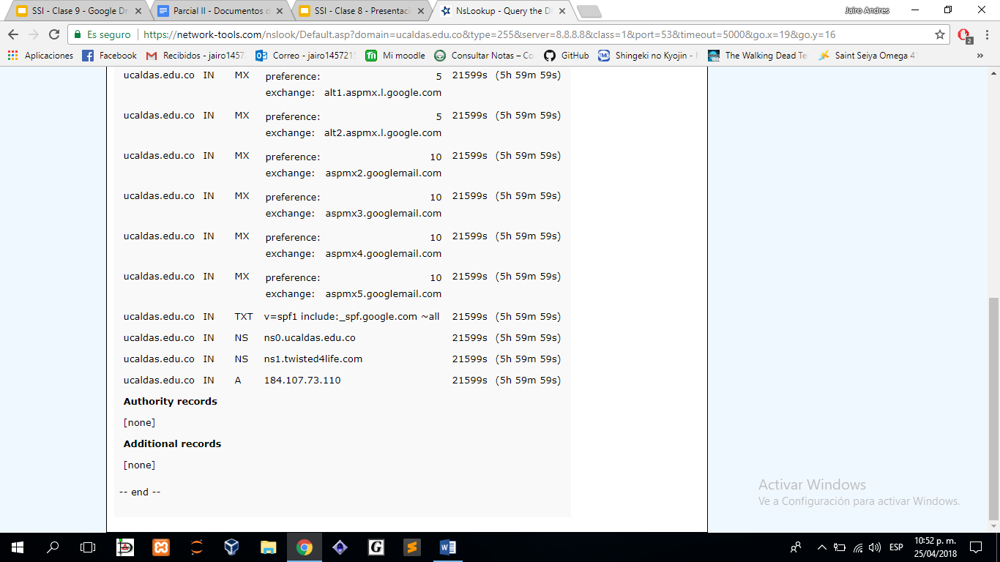 SSI - Clase 9 - Google Dr
Parcial II - Documentos d
SSI - Clase 8 - Presentaci
NsLookup - Query the D
Jairo Andres
Es seguro
https://network-tools.com/nslook/Default.asp?domain=ucaldas.edu.co&type=255&server=8.8.8.8&class=1&port=53&timeout=5000&go.x=19&go.y=16
2
Aplicaciones
Facebook
Recibidos - jairo1457
Correo - jairo145721
Mi moodle
Consultar Notas – Co
GitHub
Shingeki no Kyojin -
The Walking Dead Te
Saint Seiya Omega 4
»
ucaldas.edu.co IN MX preference: 5 21599s (5h 59m 59s)
exchange: alt1.aspmx.l.google.com
ucaldas.edu.co IN MX preference: 5 21599s (5h 59m 59s)
exchange: alt2.aspmx.l.google.com
ucaldas.edu.co IN MX preference: 10 21599s (5h 59m 59s)
exchange: aspmx2.googlemail.com
ucaldas.edu.co IN MX preference: 10 21599s (5h 59m 59s)
exchange: aspmx3.googlemail.com
ucaldas.edu.co IN MX preference: 10 21599s (5h 59m 59s)
exchange: aspmx4.googlemail.com
ucaldas.edu.co IN MX preference: 10 21599s (5h 59m 59s)
exchange: aspmx5.googlemail.com
ucaldas.edu.co IN TXT v=spf1 include:_spf.google.com ~all 21599s (5h 59m 59s)
ucaldas.edu.co IN NS ns0.ucaldas.edu.co 21599s (5h 59m 59s)
ucaldas.edu.co IN NS ns1.twisted4life.com 21599s (5h 59m 59s)
ucaldas.edu.co IN A 184.107.73.110 21599s (5h 59m 59s)
Authority records
[none]
Additional records
[none]
-- end --
Activar Windows
Ve a Configuración para activar Windows.
ESP
10:52 p. m.
25/04/2018